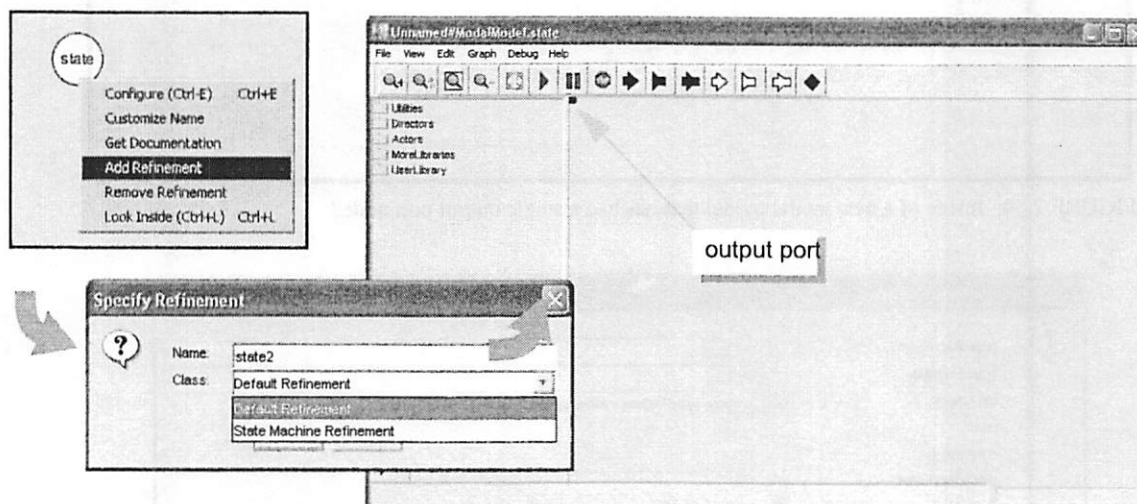 state
Configure (Ctrl-E) Ctrl+E
Customize Name
Get Documentation
Add Refinement
Remove Refinement
Look Inside (Ctrl+L) Ctrl+L
Unnamed#ModalModel.state
File View Edit Graph Debug Help
Utilities
Directors
Actors
MoreLibraries
UserLibrary
output port
Specify Refinement
?
Name: state2
Class: Default Refinement
Default Refinement
State Machine Refinement